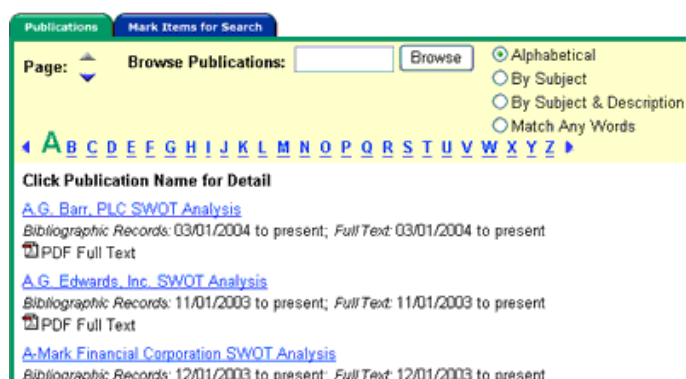 Publications Mark Items for Search
Page: Browse Publications: Browse Alphabetical
By Subject
By Subject & Description
Match Any Words
A B C D E F G H I J K L M N O P Q R S T U V W X Y Z
Click Publication Name for Detail
A.G. Barr, PLC SWOT Analysis
Bibliographic Records: 03/01/2004 to present; Full Text: 03/01/2004 to present
PDF Full Text
A.G. Edwards, Inc. SWOT Analysis
Bibliographic Records: 11/01/2003 to present; Full Text: 11/01/2003 to present
PDF Full Text
A-Mark Financial Corporation SWOT Analysis
Bibliographic Records: 12/01/2003 to present; Full Text: 12/01/2003 to present